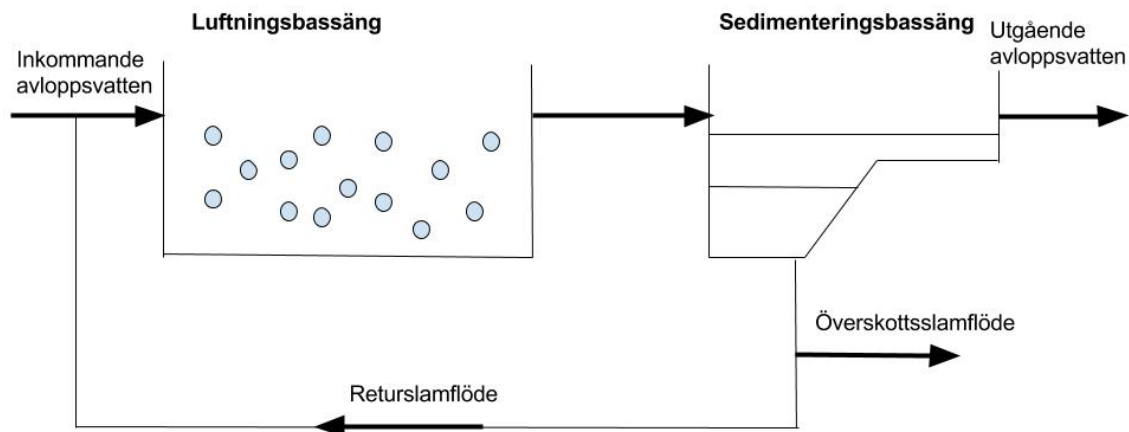 Luftningsbassäng
Sedimenteringsbassäng
Inkommande
avloppsvatten
Utgående
avloppsvatten
Överskottsslamflöde
Returslamflöde